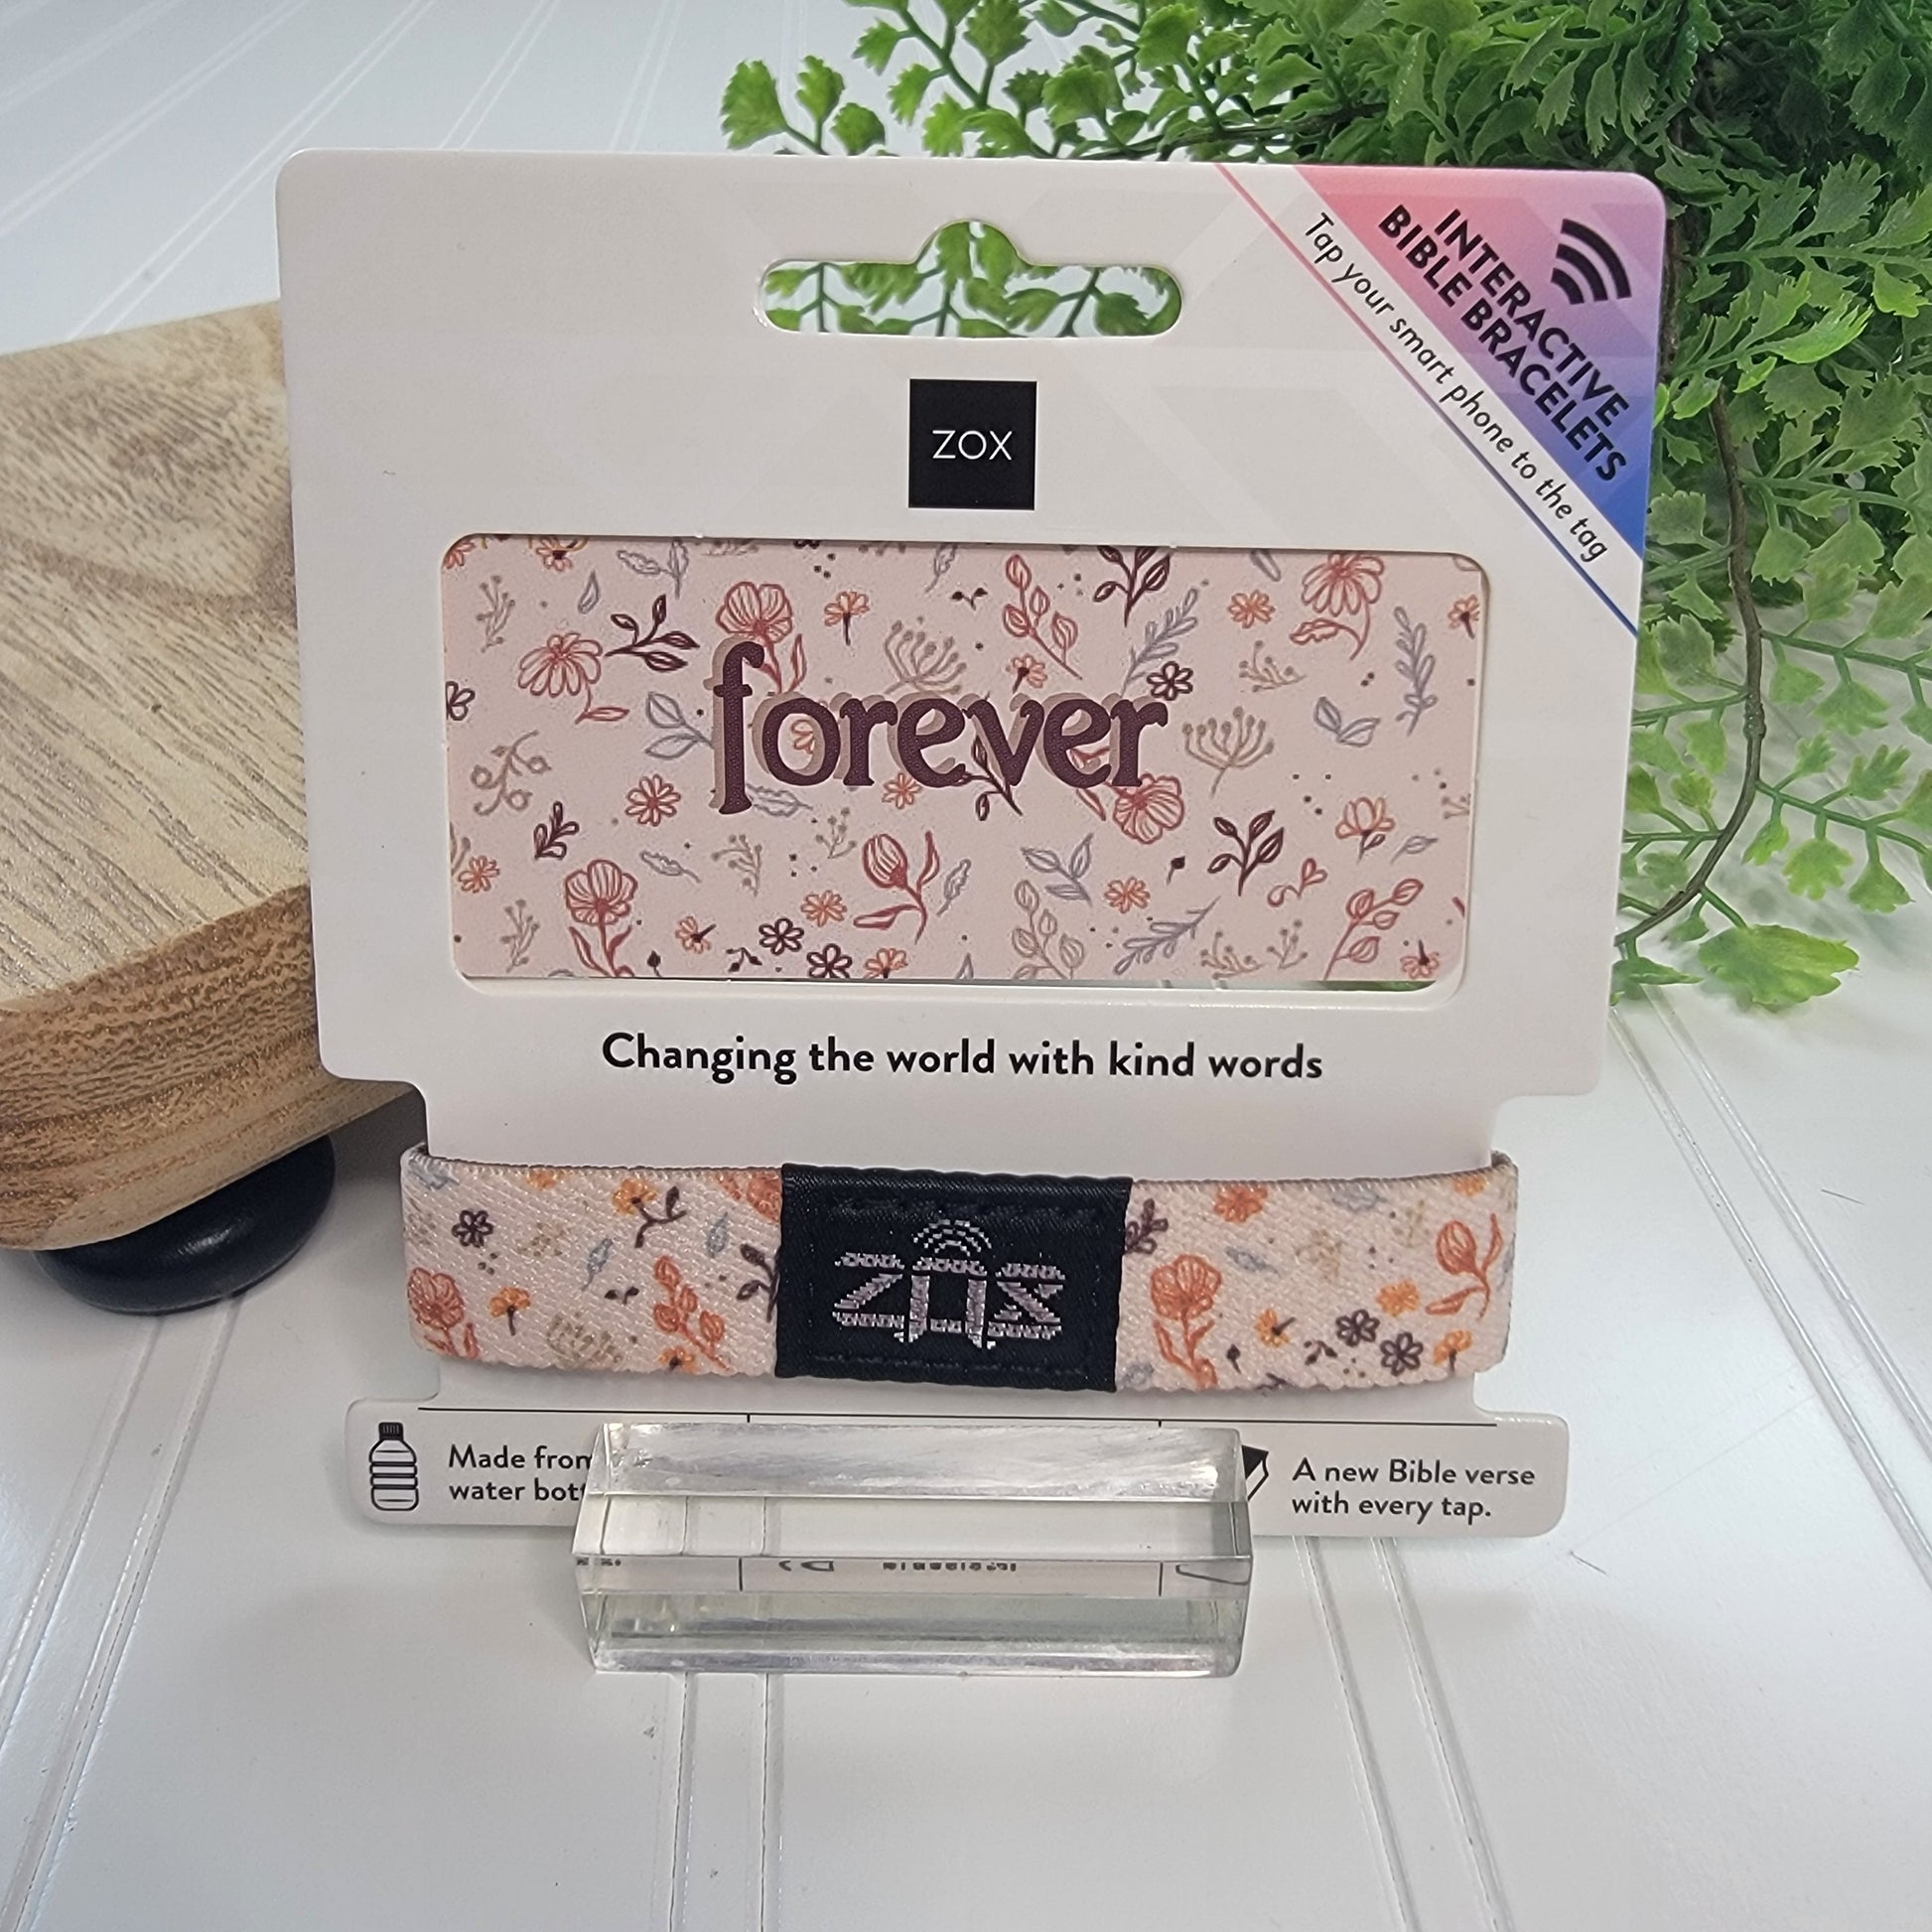 INTERACTIVE
BIBLE BRACELETS
Tap your smart phone to the tag
ZOX
forever
Changing the world with kind words
ZOX
Made from
water bott
A new Bible verse
with every tap.